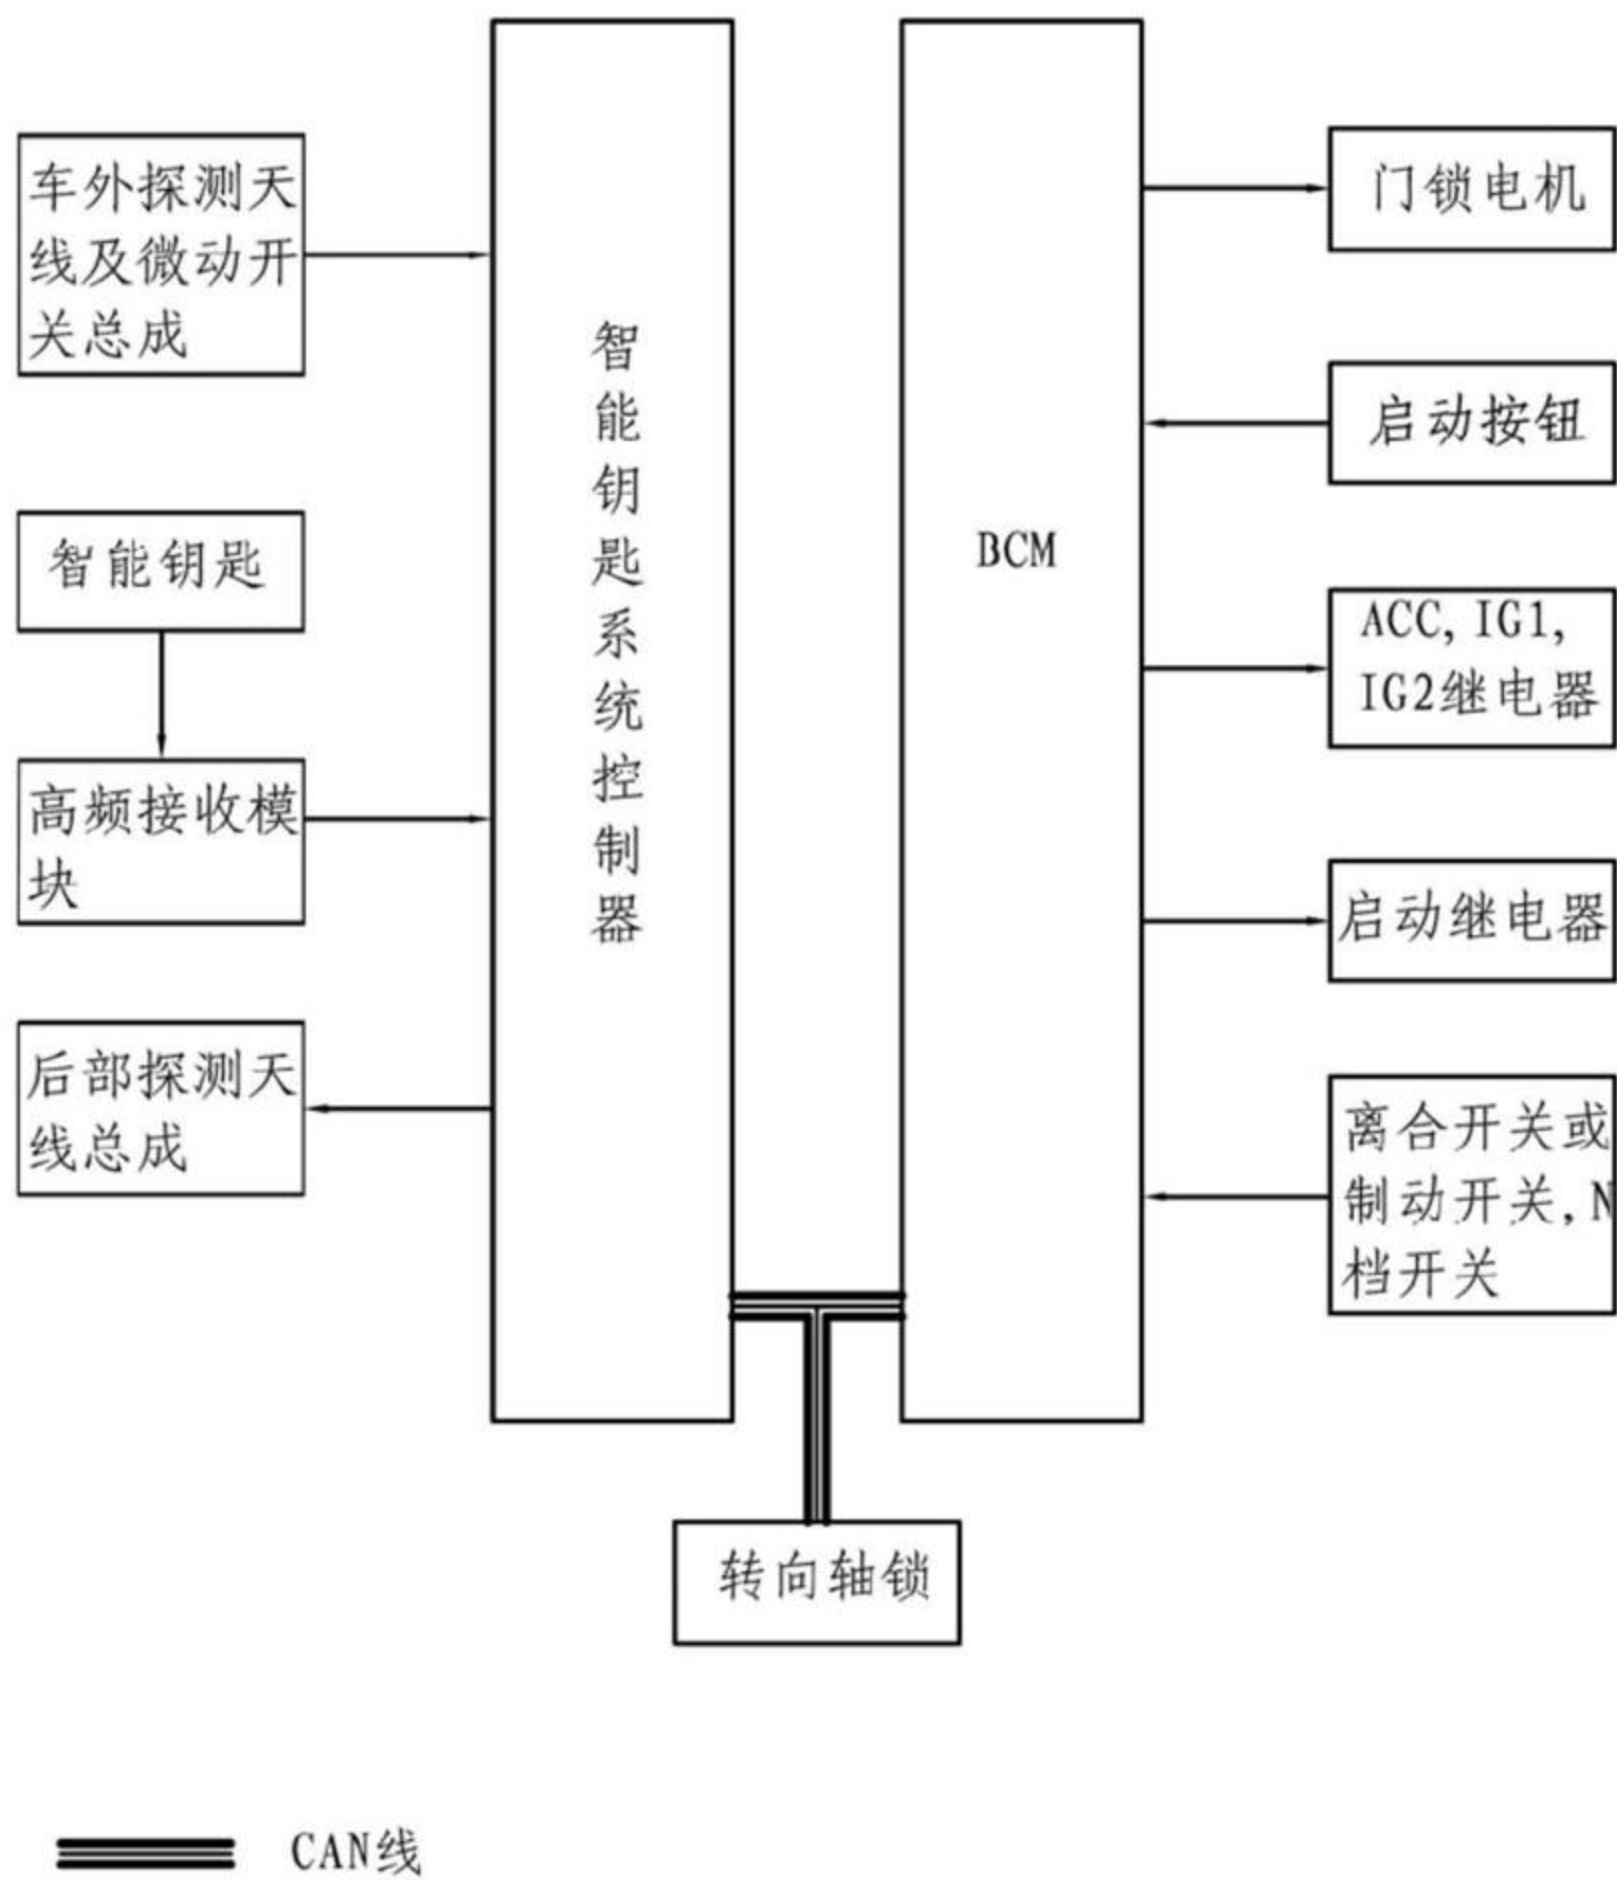 车外探测天
线及微动开
关总成
智能钥匙
高频接收模
块
后部探测天
线总成
智能钥匙系统控制器
BCM
门锁电机
启动按钮
ACC, IG1,
IG2继电器
启动继电器
离合开关或
制动开关, N
档开关
转向轴锁
CAN线